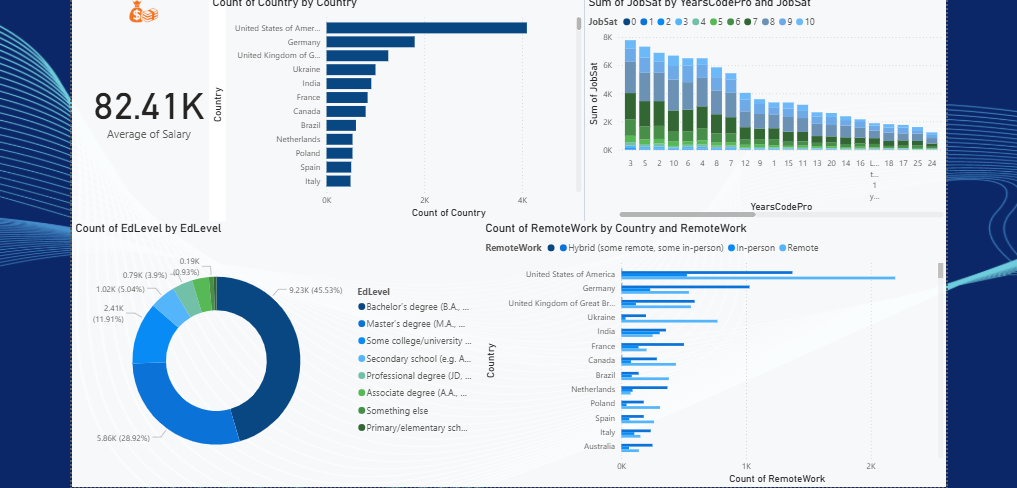 Count of Country by Country
Sum of JobSat by YearsCodePro and JobSat
82.41K
Average of Salary
Country
United States of Amer...
Germany
United Kingdom of G...
Ukraine
India
France
Canada
Brazil
Netherlands
Poland
Spain
Italy
0K 2K 4K
Count of Country
JobSat 0 1 2 3 4 5 6 7 8 9 10
Sum of JobSat
8K
6K
4K
2K
0K
3 5 2 10 6 4 8 7 12 9 1 15 11 13 20 14 16 L... 18 17 25 24
t...
1
y...
YearsCodePro
Count of EdLevel by EdLevel
0.19K
(0.93%)
0.79K (3.9%)
1.02K (5.04%)
2.41K
(11.91%)
5.86K (28.92%)
9.23K (45.53%)
EdLevel
Bachelor's degree (B.A., ...
Master's degree (M.A., ...
Some college/university ...
Secondary school (e.g. A...
Professional degree (JD, ...
Associate degree (A.A., ...
Something else
Primary/elementary sch...
Count of RemoteWork by Country and RemoteWork
RemoteWork Hybrid (some remote, some in-person) In-person Remote
Country
United States of America
Germany
United Kingdom of Great Br...
Ukraine
India
France
Canada
Brazil
Netherlands
Poland
Spain
Italy
Australia
0K 1K 2K
Count of RemoteWork